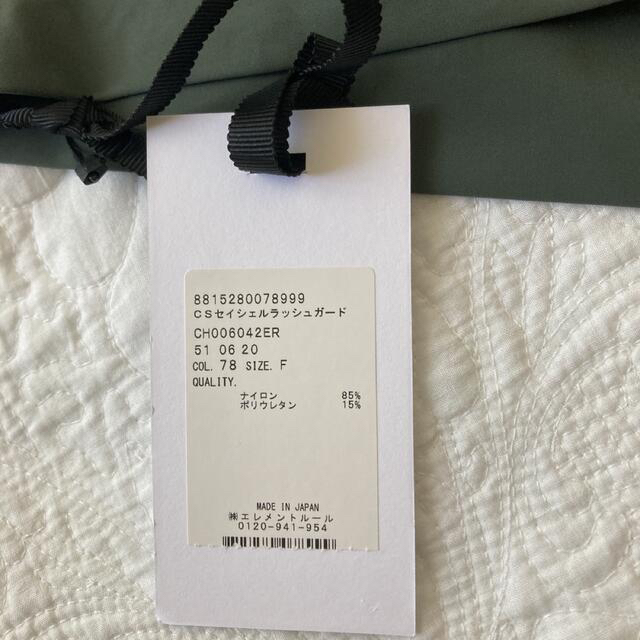 8815280078999
CSセイシェルラッシュガード
CH006042ER
51 06 20
COL. 78 SIZE. F
QUALITY.
ナイロン 85%
ポリウレタン 15%
MADE IN JAPAN
㈱エレメントルール
0120-941-954